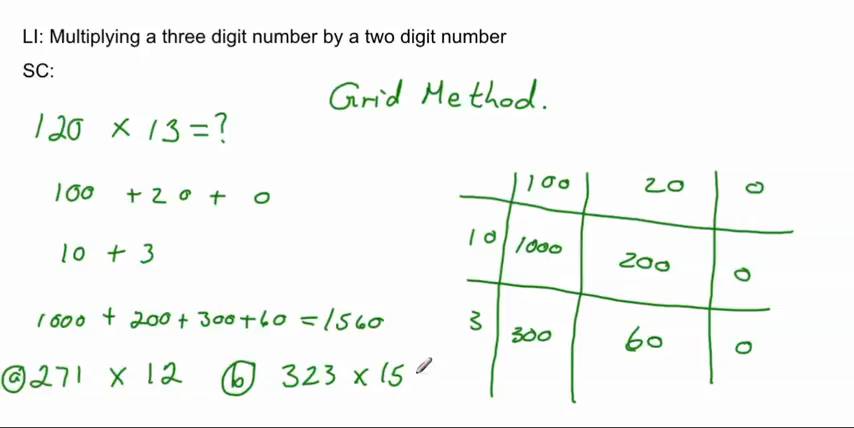 LI: Multiplying a three digit number by a two digit number
SC:
Grid Method.
120 × 13 = ?
100 + 20 + 0
10 + 3
1000 + 200 + 300 + 60 = 1560
ⓐ 271 × 12 ⓑ 323 × 15
100 20 0
10 1000 200 0
3 300 60 0